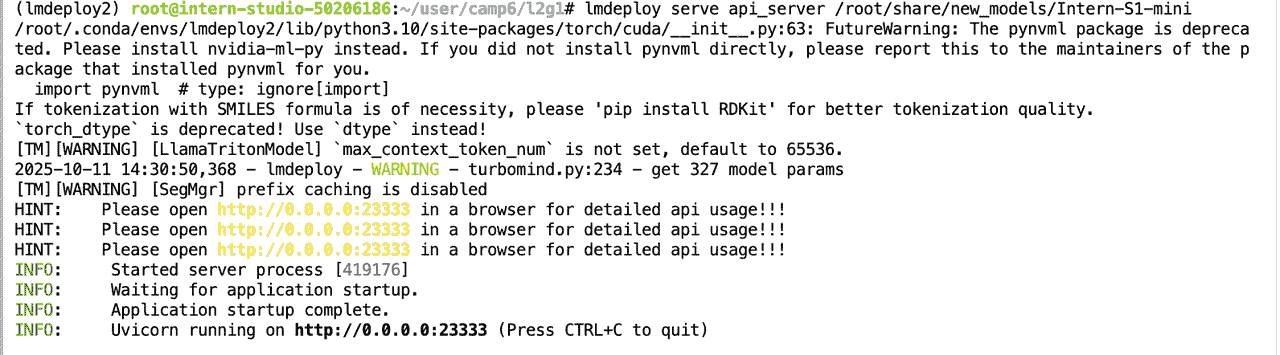 (lmdeploy2) root@intern-studio-50206186:~/user/camp6/l2g1# lmdeploy serve api_server /root/share/new_models/Intern-S1-mini
/root/.conda/envs/lmdeploy2/lib/python3.10/site-packages/torch/cuda/__init__.py:63: FutureWarning: The pynvml package is depreca
ted. Please install nvidia-ml-py instead. If you did not install pynvml directly, please report this to the maintainers of the p
ackage that installed pynvml for you.
  import pynvml  # type: ignore[import]
If tokenization with SMILES formula is of necessity, please 'pip install RDKit' for better tokenization quality.
`torch_dtype` is deprecated! Use `dtype` instead!
[TM][WARNING] [LlamaTritonModel] `max_context_token_num` is not set, default to 65536.
2025-10-11 14:30:50,368 - lmdeploy - WARNING - turbomind.py:234 - get 327 model params
[TM][WARNING] [SegMgr] prefix caching is disabled
HINT:    Please open http://0.0.0.0:23333 in a browser for detailed api usage!!!
HINT:    Please open http://0.0.0.0:23333 in a browser for detailed api usage!!!
HINT:    Please open http://0.0.0.0:23333 in a browser for detailed api usage!!!
INFO:     Started server process [419176]
INFO:     Waiting for application startup.
INFO:     Application startup complete.
INFO:     Uvicorn running on http://0.0.0.0:23333 (Press CTRL+C to quit)